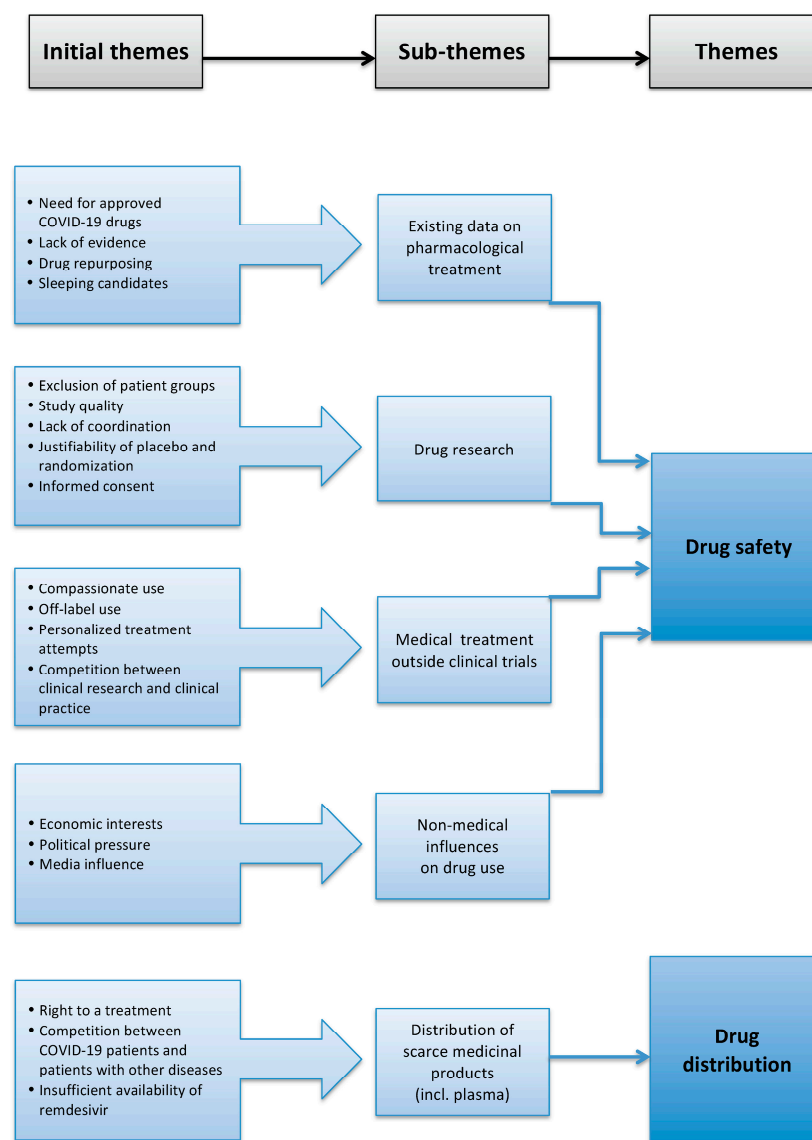 Initial themes
Sub-themes
Themes
• Need for approved
COVID-19 drugs
• Lack of evidence
• Drug repurposing
• Sleeping candidates
Existing data on
pharmacological
treatment
• Exclusion of patient groups
• Study quality
• Lack of coordination
• Justifiability of placebo and
randomization
• Informed consent
Drug research
Drug safety
• Compassionate use
• Off-label use
• Personalized treatment
attempts
• Competition between
clinical research and clinical
practice
Medical treatment
outside clinical trials
• Economic interests
• Political pressure
• Media influence
Non-medical
influences
on drug use
• Right to a treatment
• Competition between
COVID-19 patients and
patients with other diseases
• Insufficient availability of
remdesivir
Distribution of
scarce medicinal
products
(incl. plasma)
Drug
distribution